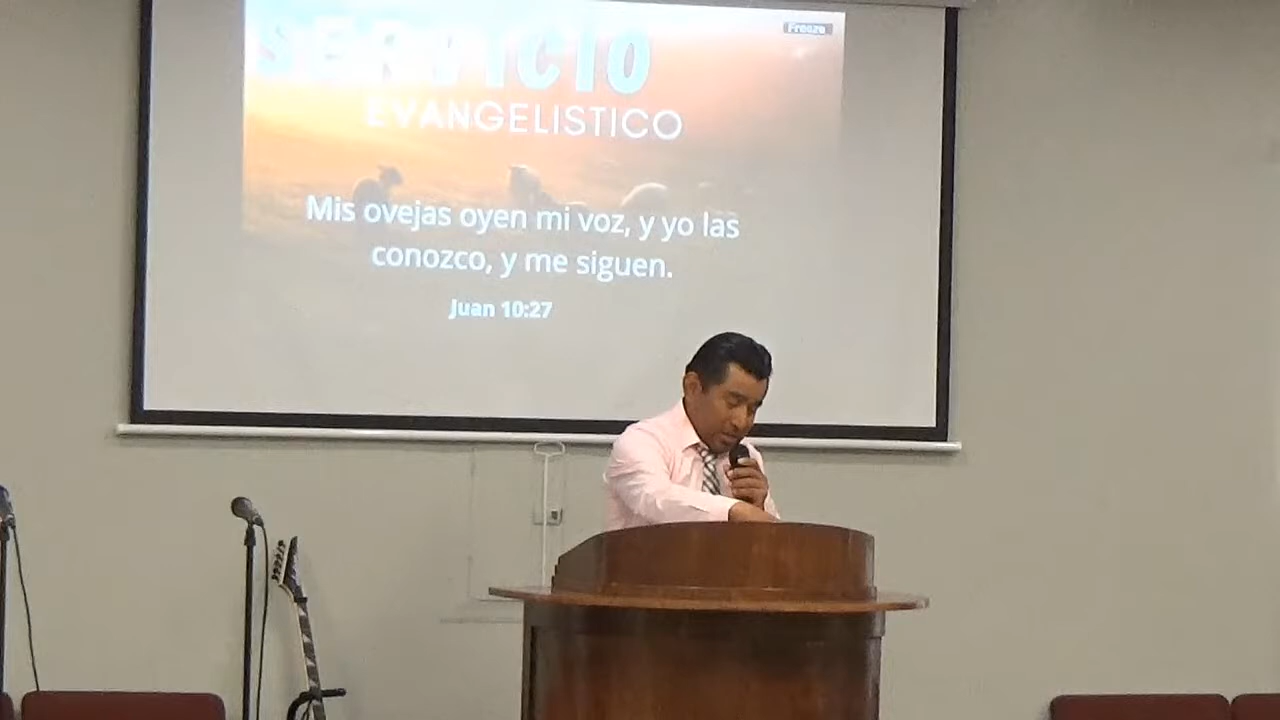 Freeze
SERVICIO
EVANGELISTICO
Mis ovejas oyen mi voz, y yo las
conozco, y me siguen.
Juan 10:27